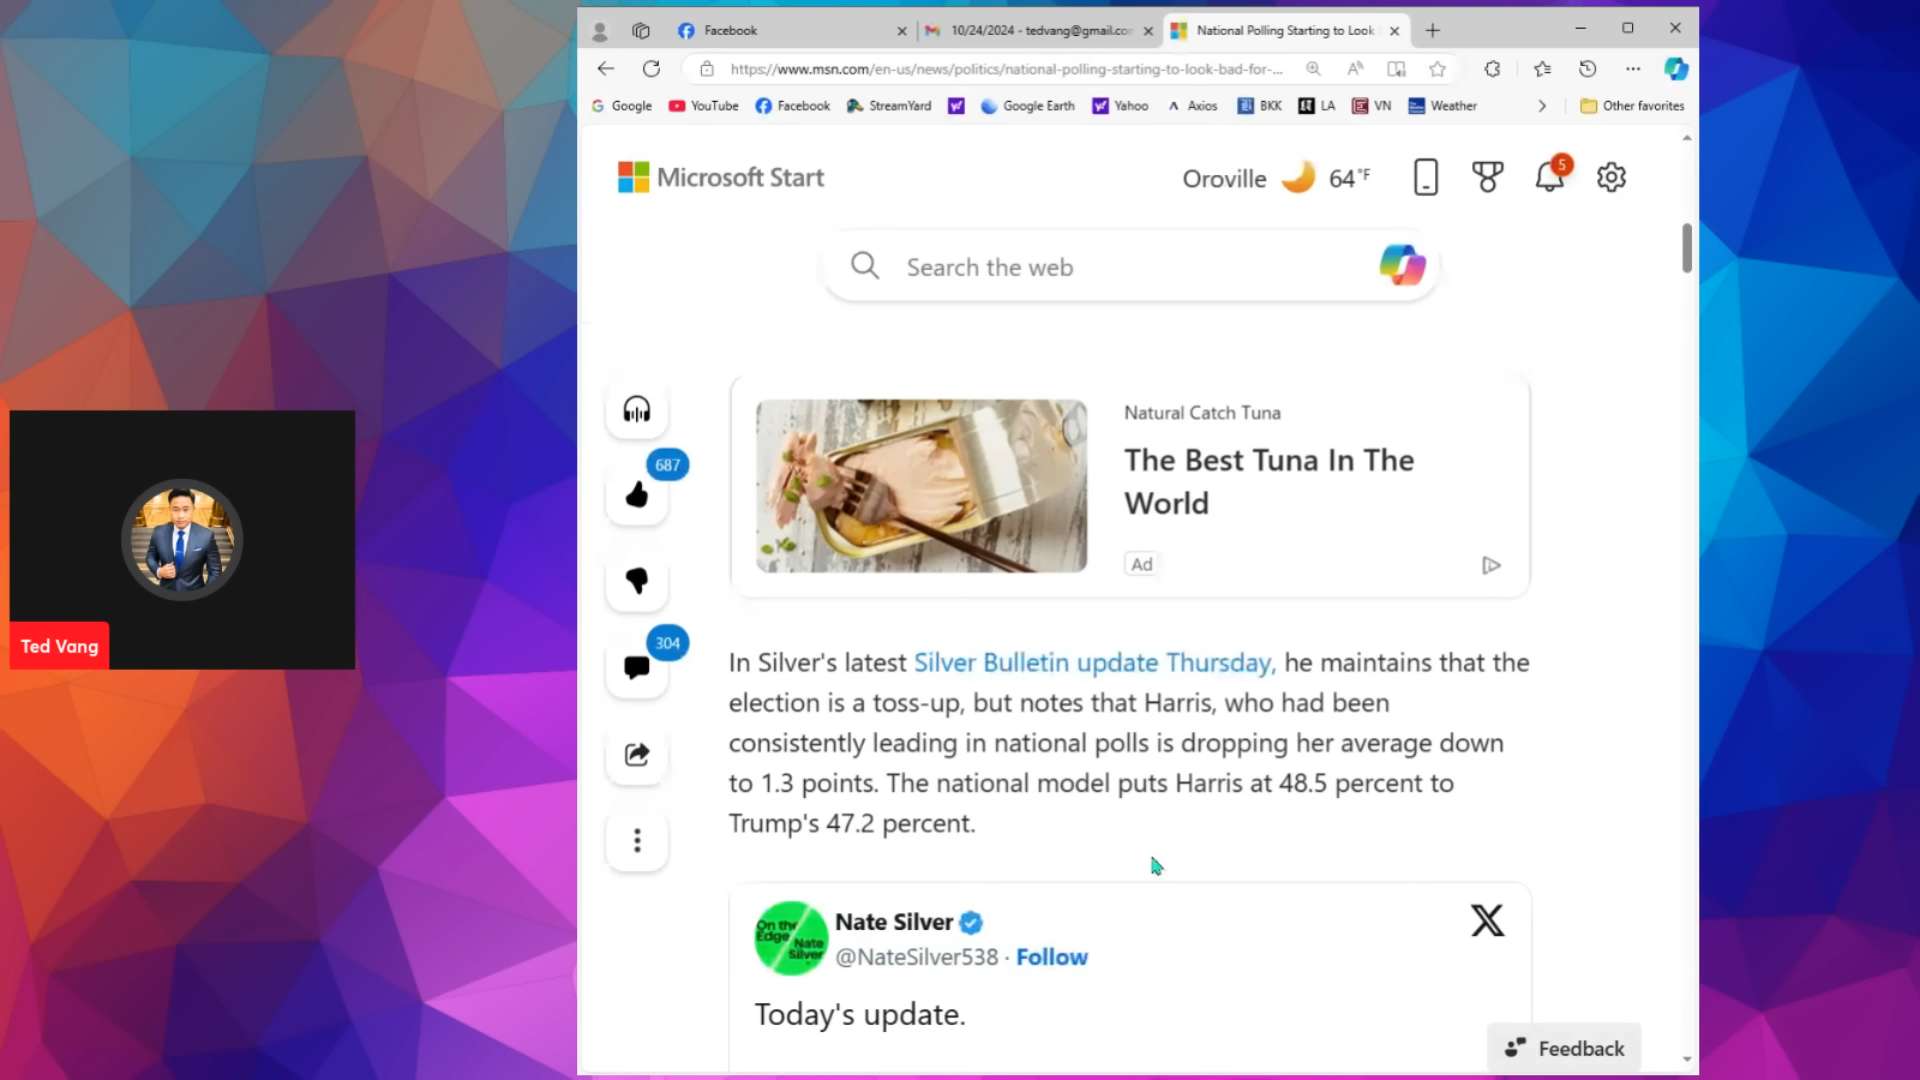 Facebook
10/24/2024 - tedvang@gmail.co
National Polling Starting to Look
https://www.msn.com/en-us/news/politics/national-polling-starting-to-look-bad-for-...
Google YouTube Facebook StreamYard Google Earth Yahoo Axios BKK LA VN Weather Other favorites
Microsoft Start
Oroville 64°F
5
Search the web
Natural Catch Tuna
The Best Tuna In The
World
Ad
687
304
In Silver's latest Silver Bulletin update Thursday, he maintains that the
election is a toss-up, but notes that Harris, who had been
consistently leading in national polls is dropping her average down
to 1.3 points. The national model puts Harris at 48.5 percent to
Trump's 47.2 percent.
On the
Edge
Nate
Silver
Nate Silver
@NateSilver538 · Follow
Today's update.
Feedback
Ted Vang